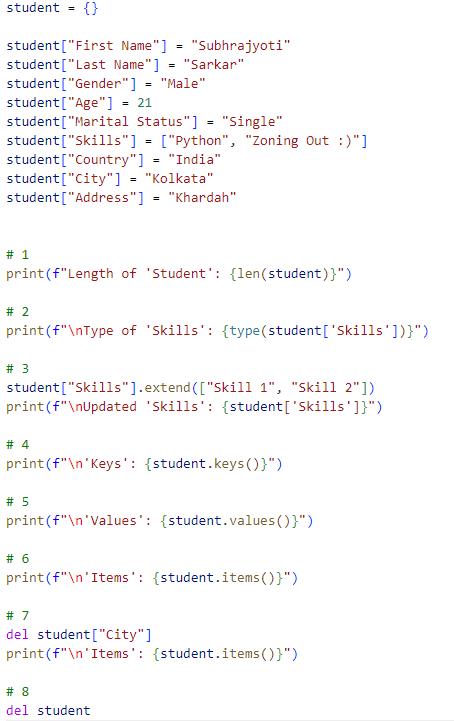 student = {}
student["First Name"] = "Subhrajyoti"
student["Last Name"] = "Sarkar"
student["Gender"] = "Male"
student["Age"] = 21
student["Marital Status"] = "Single"
student["Skills"] = ["Python", "Zoning Out :)"]
student["Country"] = "India"
student["City"] = "Kolkata"
student["Address"] = "Khardah"
# 1
print(f"Length of 'Student': {len(student)}")
# 2
print(f"\nType of 'Skills': {type(student['Skills'])}")
# 3
student["Skills"].extend(["Skill 1", "Skill 2"])
print(f"\nUpdated 'Skills': {student['Skills']}")
# 4
print(f"\n'Keys': {student.keys()}")
# 5
print(f"\n'Values': {student.values()}")
# 6
print(f"\n'Items': {student.items()}")
# 7
del student["City"]
print(f"\n'Items': {student.items()}")
# 8
del student